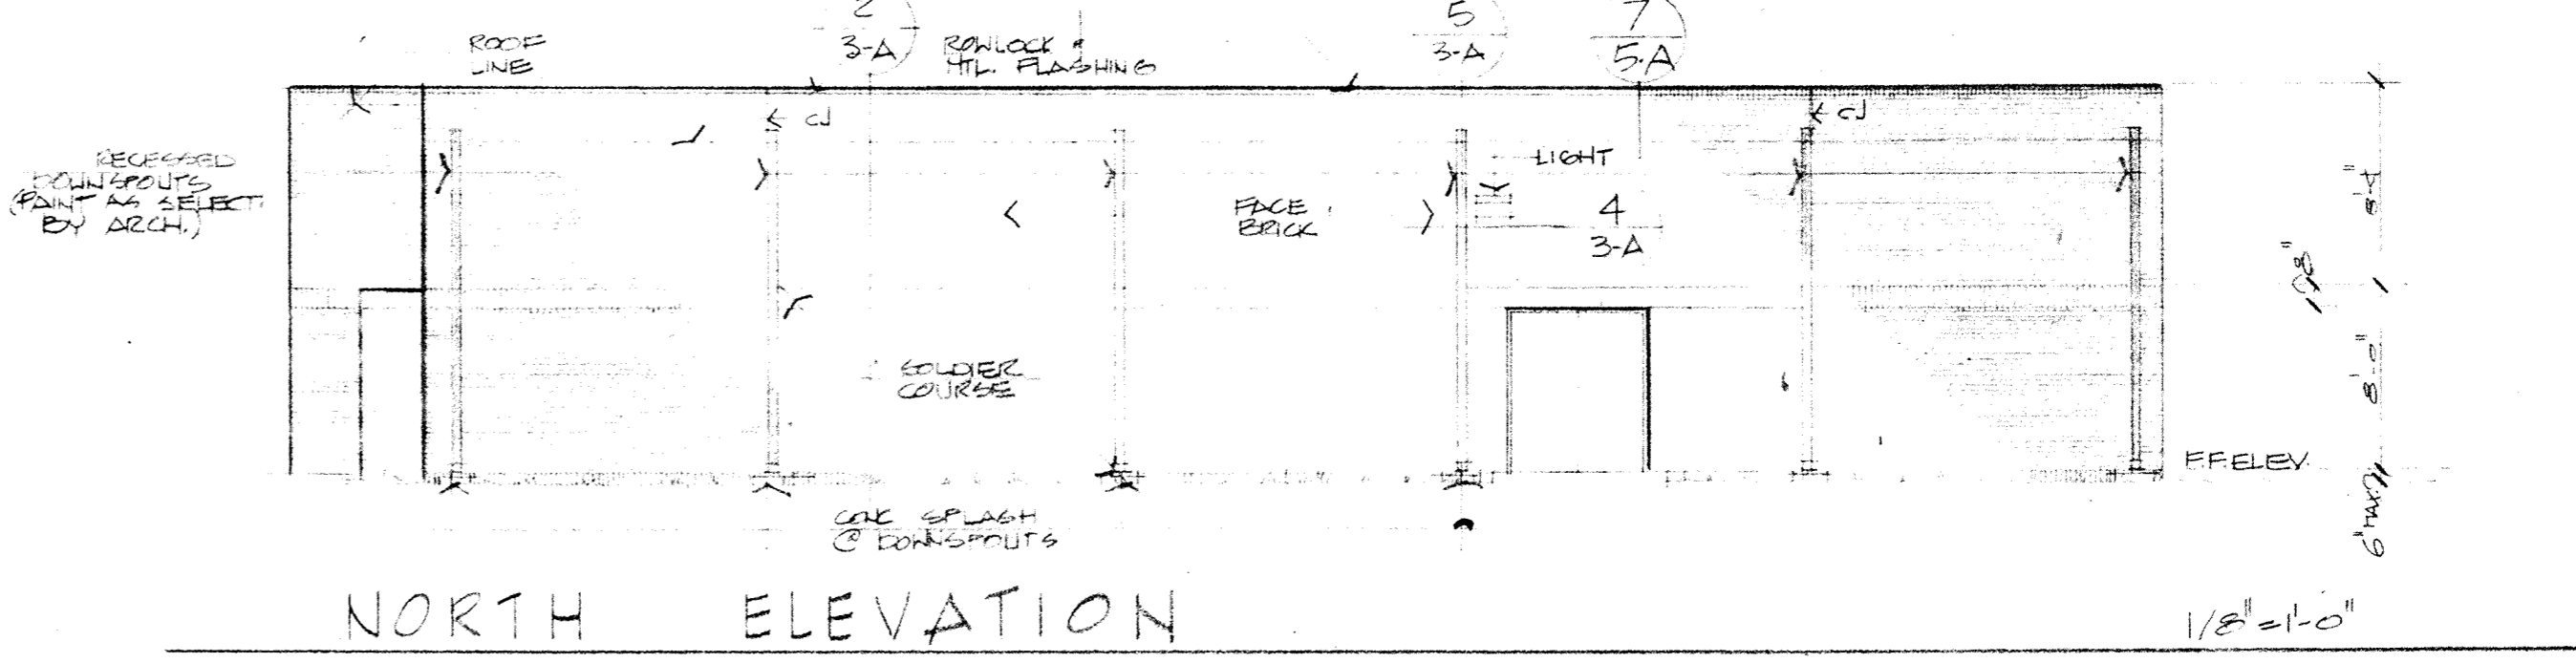 2
3-A
5
3-A
7
5-A
ROOF
LINE
ROWLOCK &
MTL. FLASHING
CJ
CJ
RECESSED
DOWNSPOUTS
(PAINT AS SELECT
BY ARCH.)
LIGHT
FACE
BRICK
4
3-A
8'-4"
8'-0"
SOLDIER
COURSE
F.F. ELEV.
6" MAX.
CONC SPLASH
@ DOWNSPOUTS
NORTH ELEVATION
1/8"=1'-0"